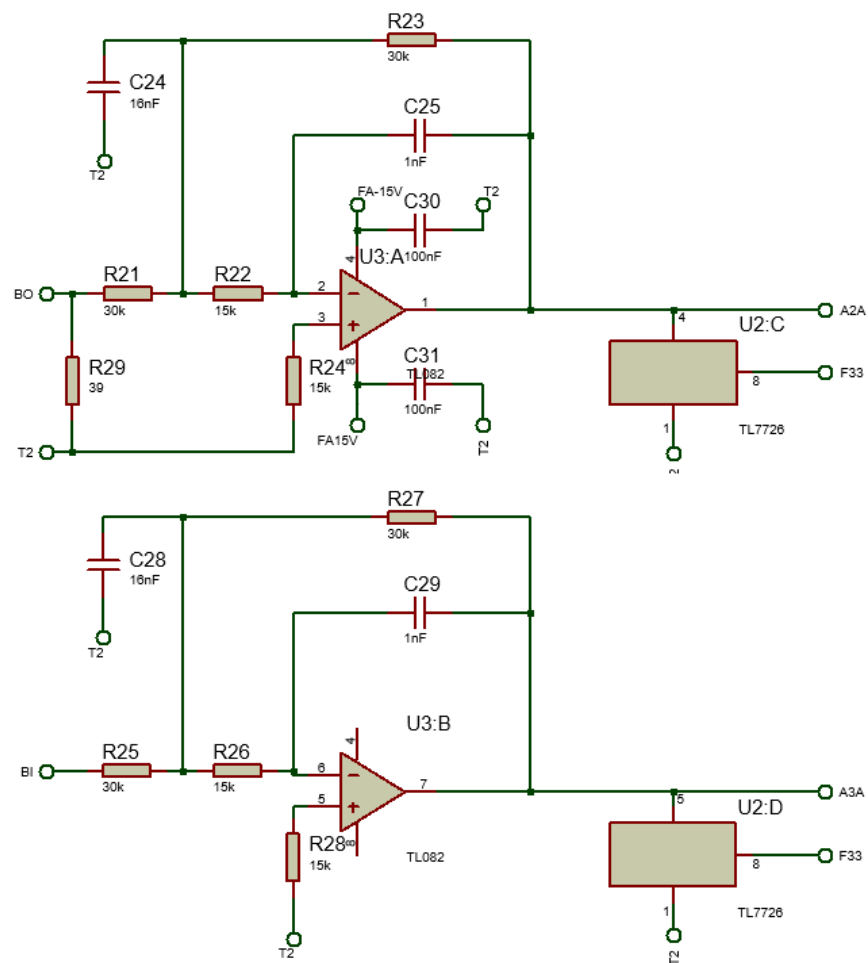 R23
30k
C24
16nF
T2
C25
1nF
FA-15V
C30
100nF
T2
4
U3:A
BO
R21
30k
R22
15k
2
3
1
8
TL082
A2A
R29
39
R24
15k
C31
100nF
T2
FA15V
T2
4
U2:C
8
F33
1
TL7726
R27
30k
C28
16nF
T2
C29
1nF
4
U3:B
BI
R25
30k
R26
15k
6
5
7
8
TL082
A3A
R28
15k
T2
5
U2:D
8
F33
1
TL7726
T2